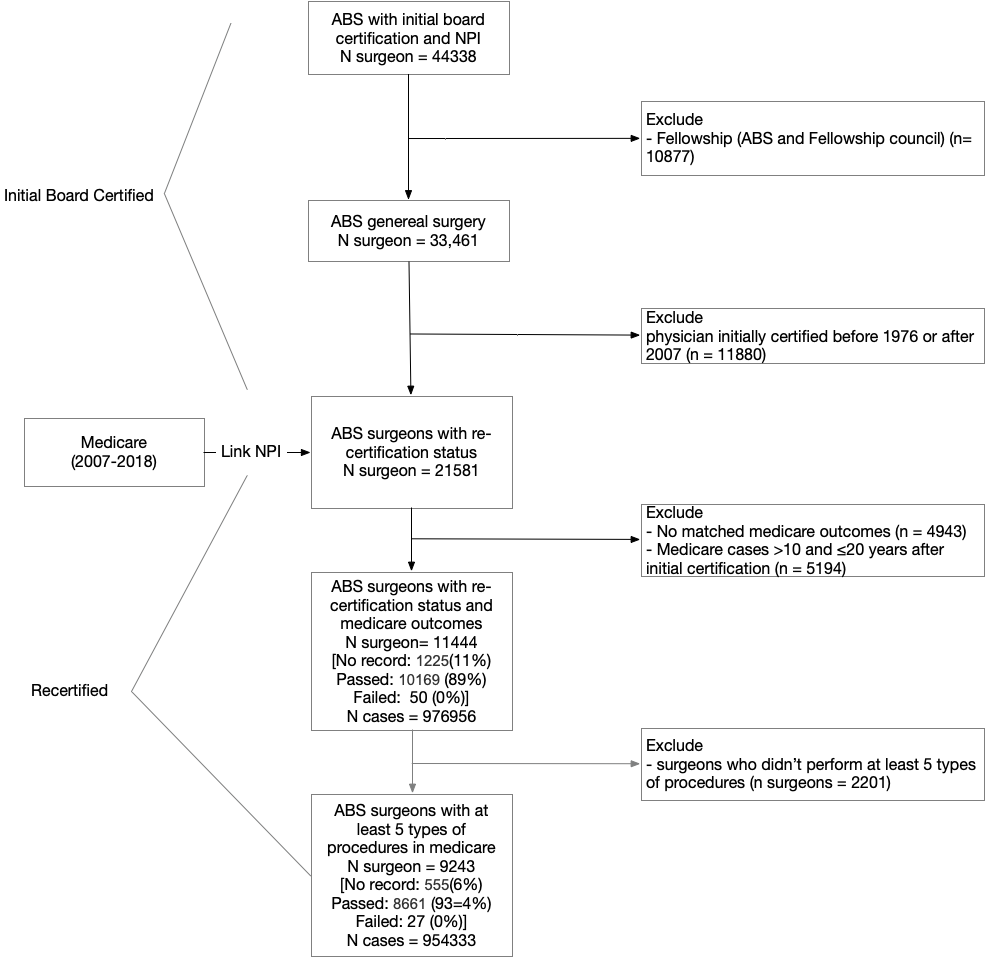 ABS with initial board
certification and NPI
N surgeon = 44338
Exclude
- Fellowship (ABS and Fellowship council) (n=
10877)
Initial Board Certified
ABS genereal surgery
N surgeon = 33,461
Exclude
physician initially certified before 1976 or after
2007 (n = 11880)
Medicare
(2007-2018)
Link NPI
ABS surgeons with re-
certification status
N surgeon = 21581
Exclude
- No matched medicare outcomes (n = 4943)
- Medicare cases >10 and ≤20 years after
initial certification (n = 5194)
ABS surgeons with re-
certification status and
medicare outcomes
N surgeon= 11444
[No record: 1225(11%)
Passed: 10169 (89%)
Failed:  50 (0%)]
N cases = 976956
Recertified
Exclude
- surgeons who didn’t perform at least 5 types
of procedures (n surgeons = 2201)
ABS surgeons with at
least 5 types of
procedures in medicare
N surgeon = 9243
[No record: 555(6%)
Passed: 8661 (93=4%)
Failed: 27 (0%)]
N cases = 954333